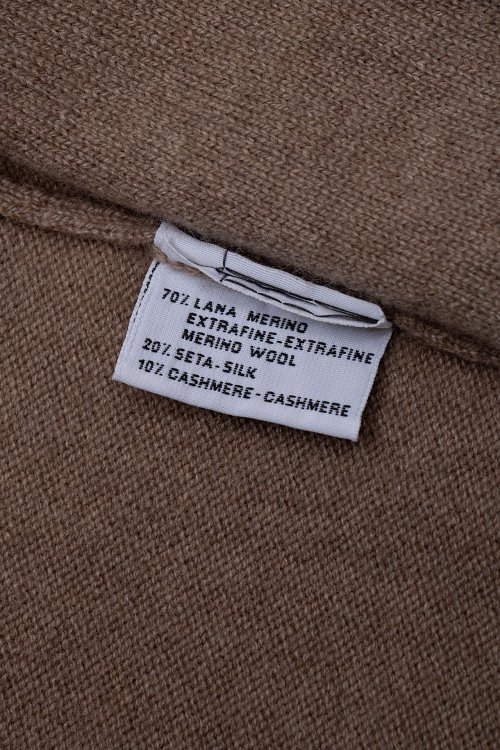 70% LANA MERINO
EXTRAFINE-EXTRAFINE
MERINO WOOL
20% SETA-SILK
10% CASHMERE-CASHMERE